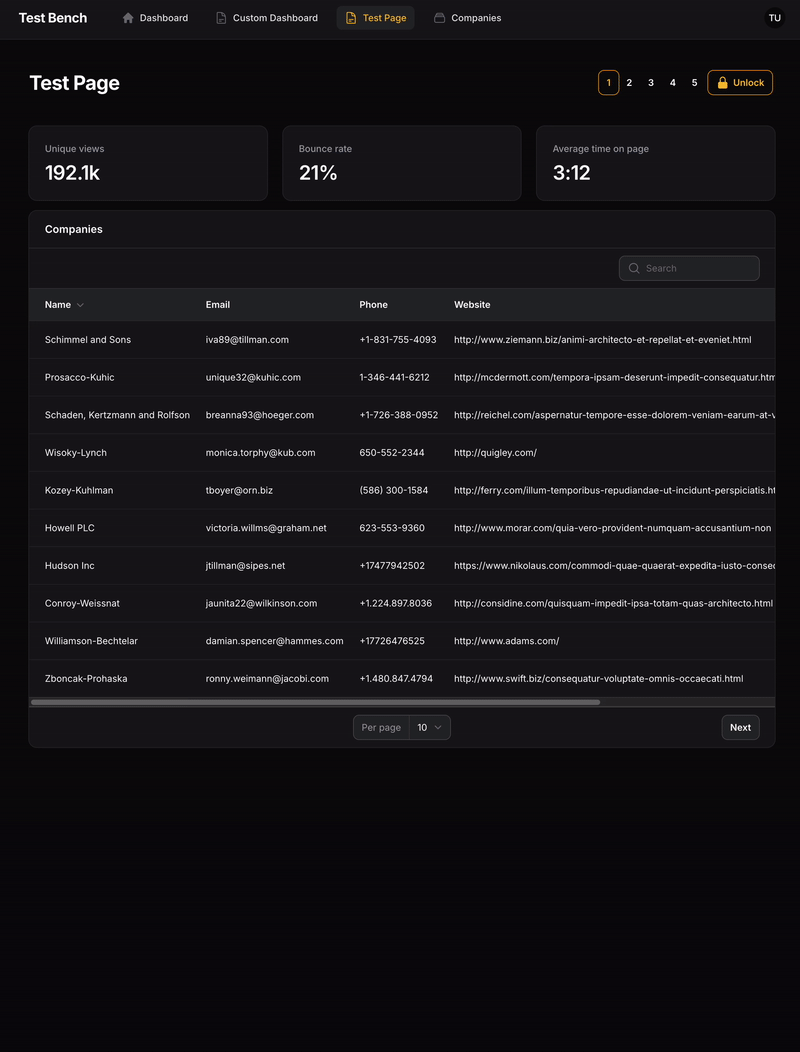 Test Bench Dashboard Custom Dashboard Test Page Companies TU
Test Page 1 2 3 4 5 Unlock
Unique views Bounce rate Average time on page
192.1k 21% 3:12
Companies
Search
Name Email Phone Website
Schimmel and Sons iva89@tillman.com +1-831-755-4093 http://www.ziemann.biz/animi-architecto-et-repellat-et-eveniet.html
Prosacco-Kuhic unique32@kuhic.com 1-346-441-6212 http://mcdermott.com/tempora-ipsam-deserunt-impedit-consequatur.htm
Schaden, Kertzmann and Rolfson breanna93@hoeger.com +1-726-388-0952 http://reichel.com/aspernatur-tempore-esse-dolorem-veniam-earum-at-v
Wisoky-Lynch monica.torphy@kub.com 650-552-2344 http://quigley.com/
Kozey-Kuhlman tboyer@orn.biz (586) 300-1584 http://ferry.com/illum-temporibus-repudiandae-ut-incidunt-perspiciatis.ht
Howell PLC victoria.willms@graham.net 623-553-9360 http://www.morar.com/quia-vero-provident-numquam-accusantium-non
Hudson Inc jtillman@sipes.net +17477942502 https://www.nikolaus.com/commodi-quae-quaerat-expedita-iusto-consec
Conroy-Weissnat jaunita22@wilkinson.com +1.224.897.8036 http://considine.com/quisquam-impedit-ipsa-totam-quas-architecto.html
Williamson-Bechtelar damian.spencer@hammes.com +17726476525 http://www.adams.com/
Zboncak-Prohaska ronny.weimann@jacobi.com +1.480.847.4794 http://www.swift.biz/consequatur-voluptate-omnis-occaecati.html
Per page 10 Next